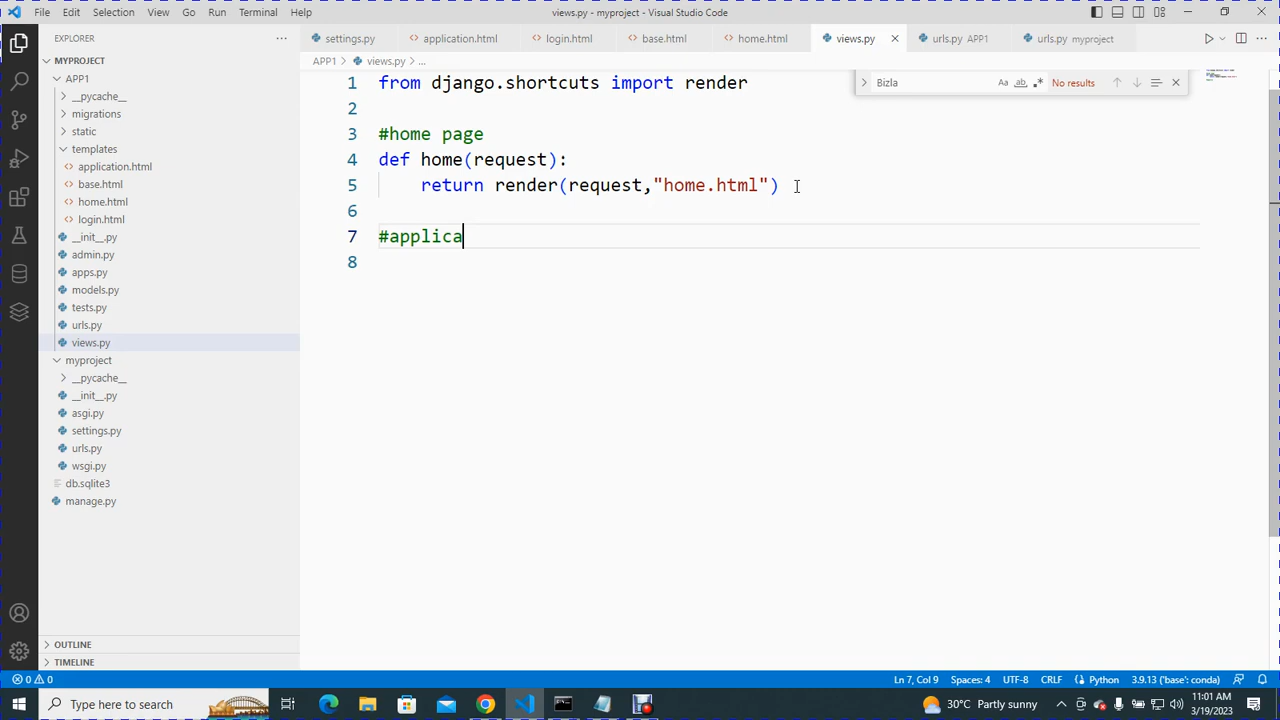 File Edit Selection View Go Run Terminal Help
views.py - myproject - Visual Studio Code
EXPLORER
settings.py application.html login.html base.html home.html views.py urls.py APP1 urls.py myproject
MYPROJECT
APP1
__pycache__
migrations
static
templates
application.html
base.html
home.html
login.html
__init__.py
admin.py
apps.py
models.py
tests.py
urls.py
views.py
myproject
__pycache__
__init__.py
asgi.py
settings.py
urls.py
wsgi.py
db.sqlite3
manage.py
OUTLINE
TIMELINE
APP1 > views.py > ...
Bizla Aa ab .* No results
1 from django.shortcuts import render
2
3 #home page
4 def home(request):
5 return render(request,"home.html")
6
7 #applica
8
0 0 Ln 7, Col 9 Spaces: 4 UTF-8 CRLF Python 3.9.13 ('base': conda)
Type here to search
30°C Partly sunny
11:01 AM
3/19/2023